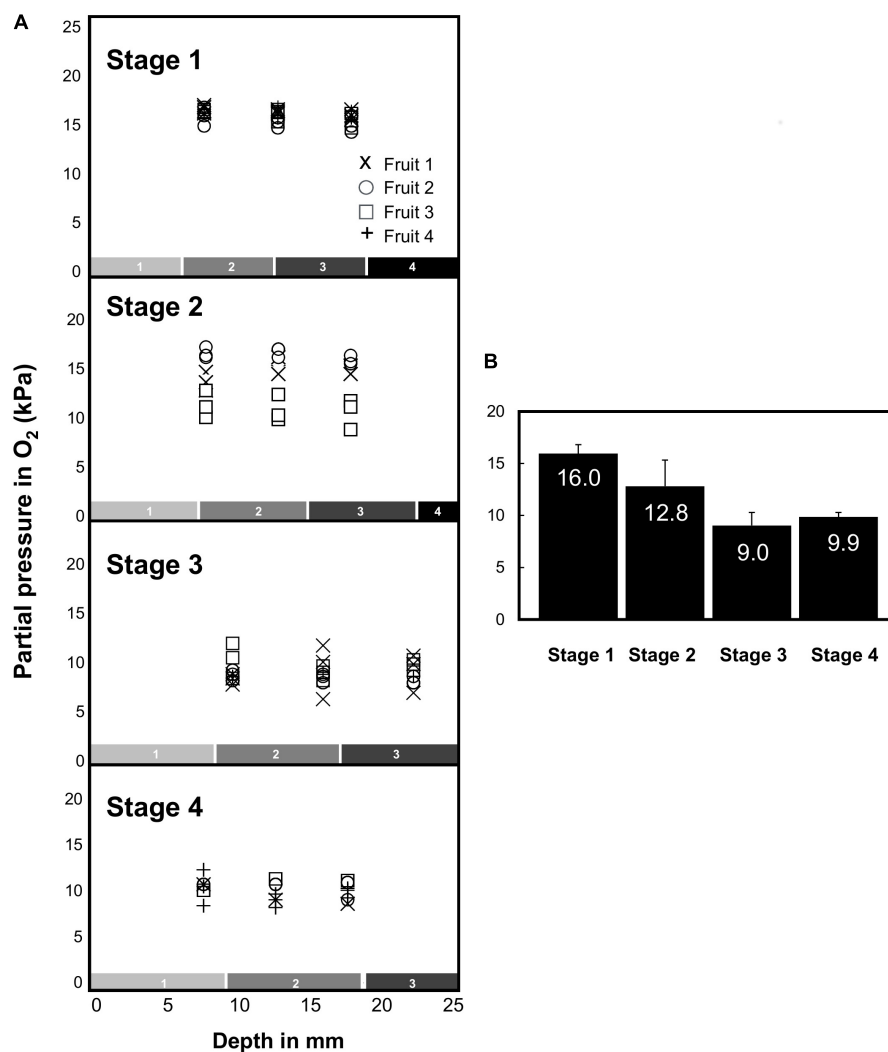 A
Partial pressure in O2 (kPa)
25
20
15
10
5
0
Stage 1
X Fruit 1
Fruit 2
Fruit 3
+ Fruit 4
1 2 3 4
20
15
10
5
0
Stage 2
1 2 3 4
20
15
10
5
0
Stage 3
1 2 3
20
15
10
5
0
Stage 4
1 2 3
0 5 10 15 20 25
Depth in mm
B
20
15
10
5
0
16.0
12.8
9.0
9.9
Stage 1 Stage 2 Stage 3 Stage 4